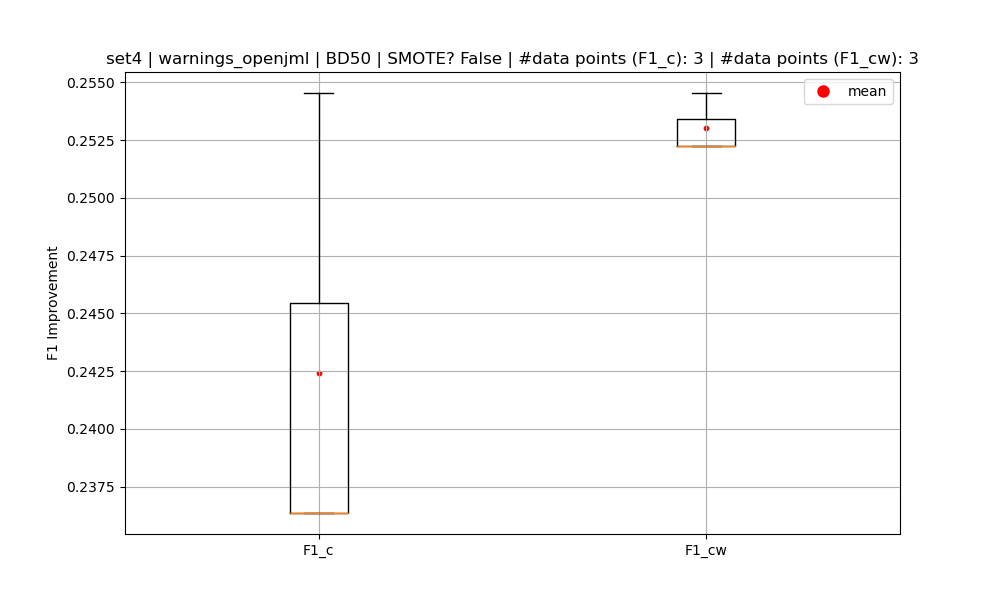 set4 | warnings_openjml | BD50 | SMOTE? False | #data points (F1_c): 3 | #data points (F1_cw): 3
0.2550
mean
0.2525
0.2500
0.2475
0.2450
0.2425
0.2400
0.2375
F1 Improvement
F1_c
F1_cw